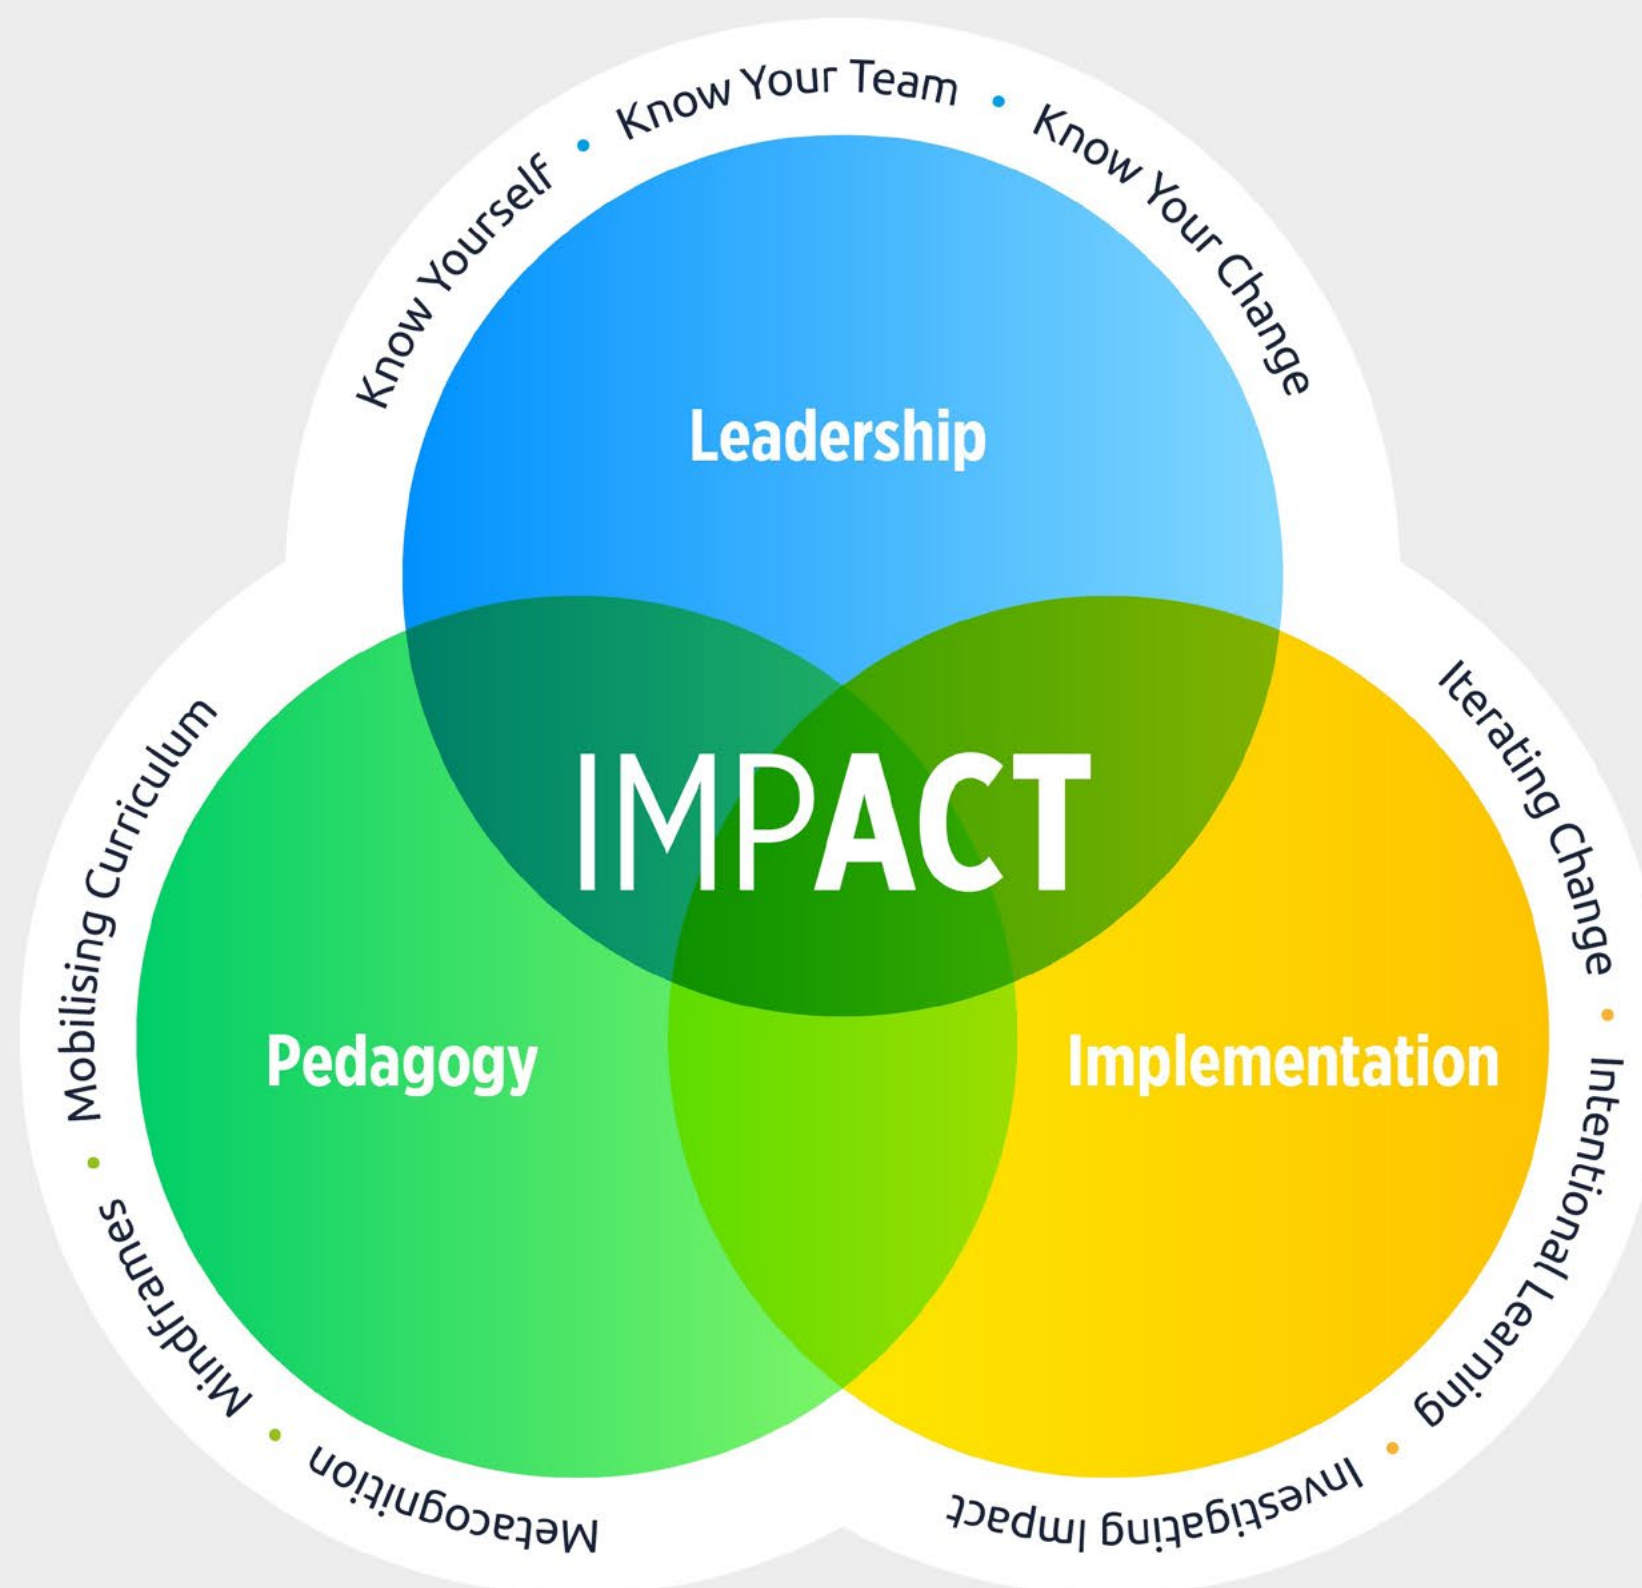 Know Yourself • Know Your Team • Know Your Change
Leadership
IMPACT
Pedagogy
Implementation
Iterating Change • Intentional Learning • Investigating Impact
Metacognition • Mindframes • Mobilising Curriculum